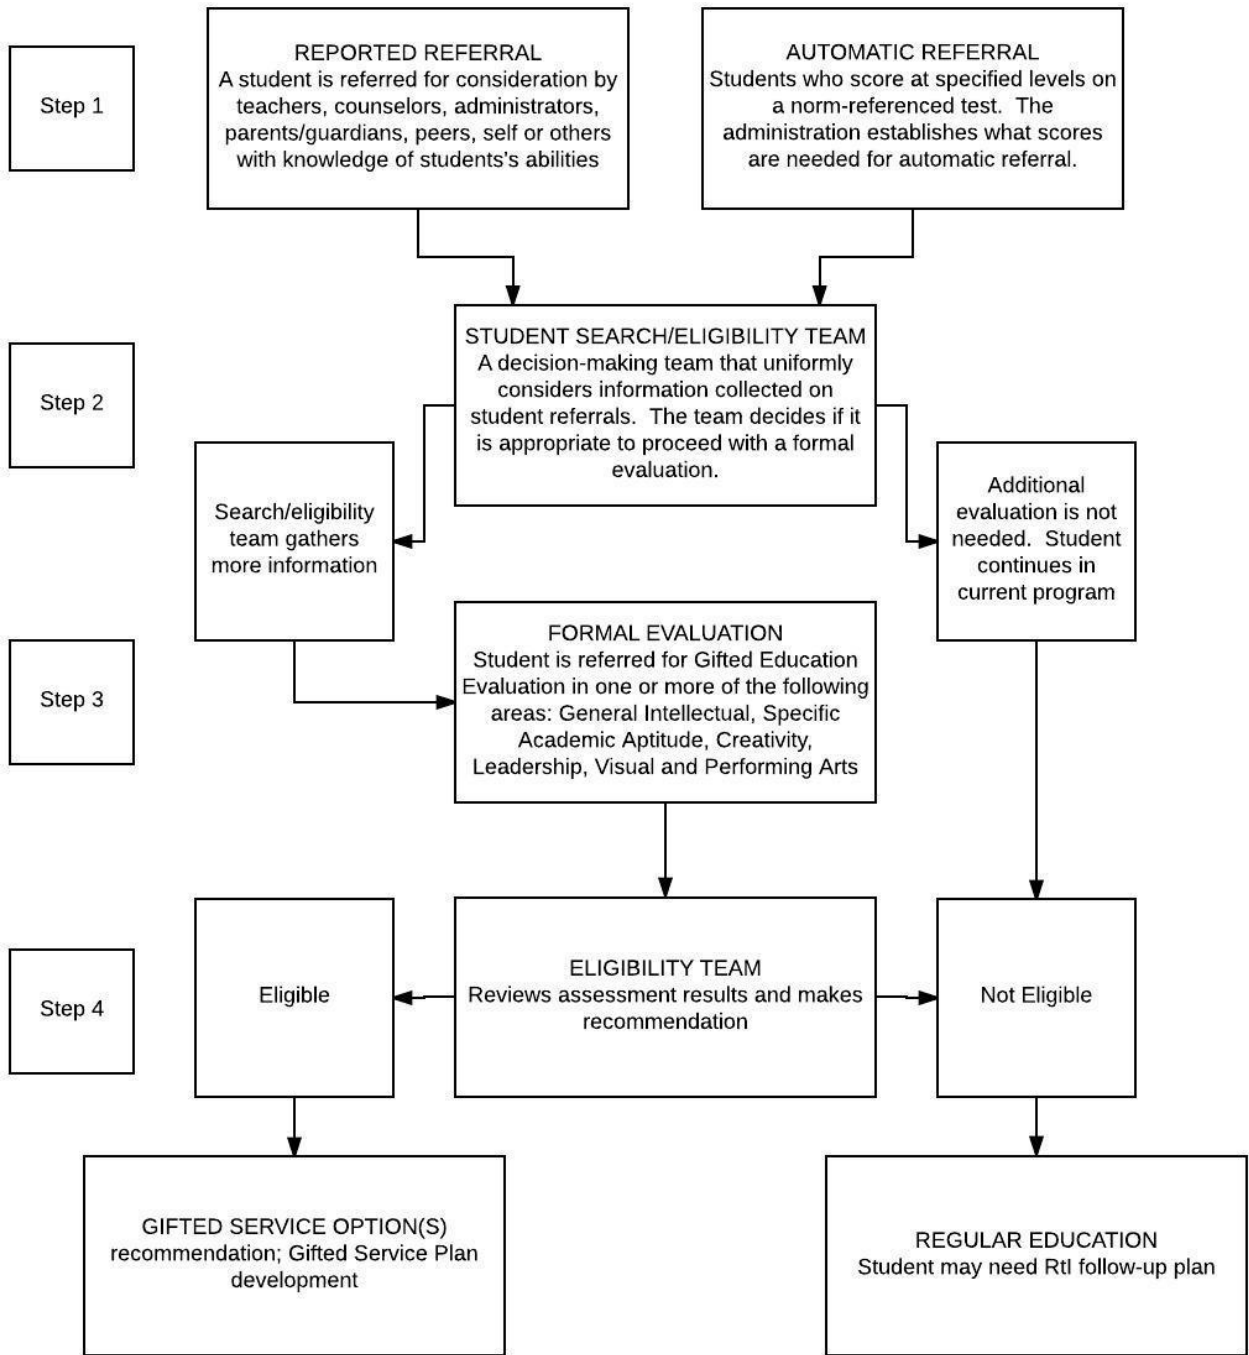 Step 1
REPORTED REFERRAL
A student is referred for consideration by
teachers, counselors, administrators,
parents/guardians, peers, self or others
with knowledge of students's abilities
AUTOMATIC REFERRAL
Students who score at specified levels on
a norm-referenced test.  The
administration establishes what scores
are needed for automatic referral.
Step 2
STUDENT SEARCH/ELIGIBILITY TEAM
A decision-making team that uniformly
considers information collected on
student referrals.  The team decides if it
is appropriate to proceed with a formal
evaluation.
Search/eligibility
team gathers
more information
Additional
evaluation is not
needed.  Student
continues in
current program
Step 3
FORMAL EVALUATION
Student is referred for Gifted Education
Evaluation in one or more of the following
areas: General Intellectual, Specific
Academic Aptitude, Creativity,
Leadership, Visual and Performing Arts
Step 4
Eligible
ELIGIBILITY TEAM
Reviews assessment results and makes
recommendation
Not Eligible
GIFTED SERVICE OPTION(S)
recommendation; Gifted Service Plan
development
REGULAR EDUCATION
Student may need RtI follow-up plan